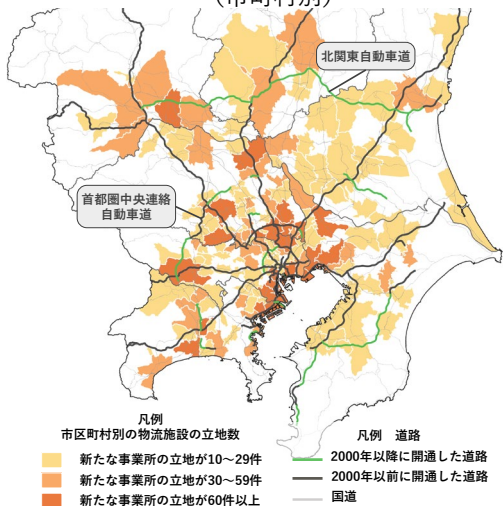 (市町村別)
北関東自動車道
首都圏中央連絡
自動車道
凡例
市区町村別の物流施設の立地数
新たな事業所の立地が10～29件
新たな事業所の立地が30～59件
新たな事業所の立地が60件以上
凡例 道路
2000年以降に開通した道路
2000年以前に開通した道路
国道